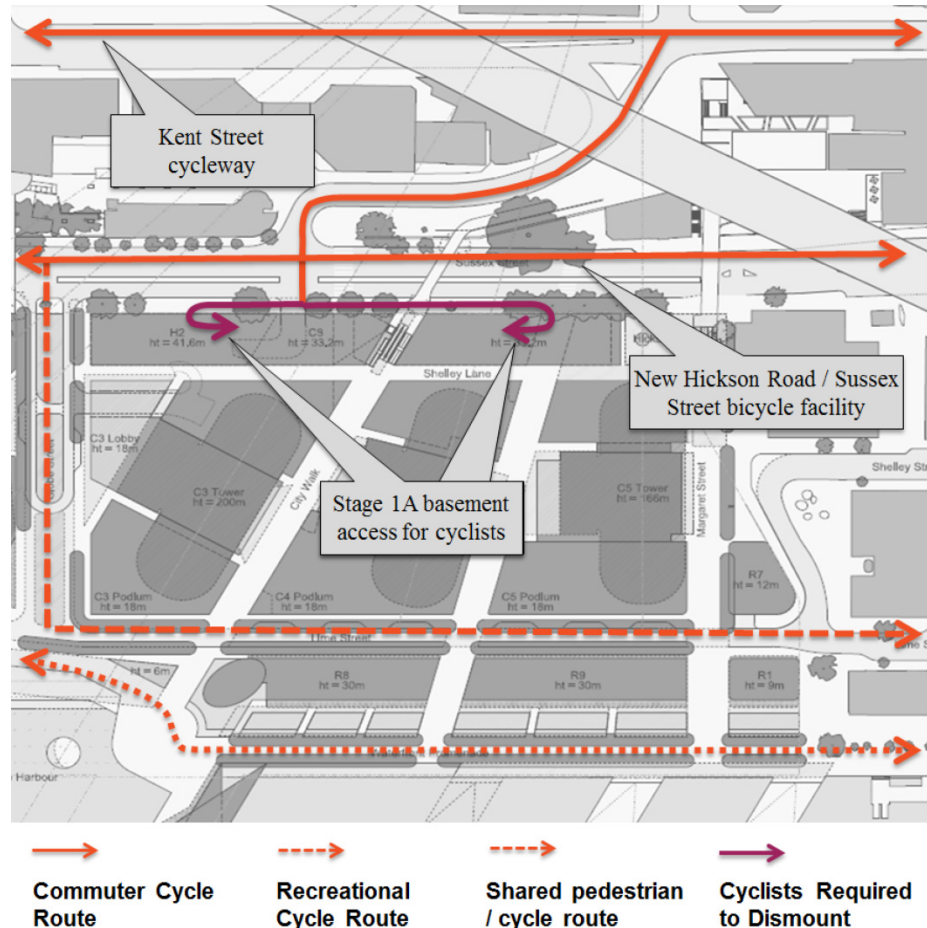 Kent Street
cycleway
Sussex Street
H2
ht = 41.6m
C8
ht = 33.2m
New Hickson Road / Sussex
Street bicycle facility
Shelley Lane
C3 Lobby
ht = 18m
C3 Tower
ht = 200m
City Walk
Stage 1A basement
access for cyclists
C5 Tower
ht = 166m
Margaret Street
Shelley St
R7
ht = 12m
C3 Podium
ht = 18m
C4 Podium
ht = 18m
C5 Podium
ht = 18m
Lime Street
ht = 6m
R8
ht = 30m
R9
ht = 30m
R1
ht = 9m
Harbour
Commuter Cycle
Route
Recreational
Cycle Route
Shared pedestrian
/ cycle route
Cyclists Required
to Dismount